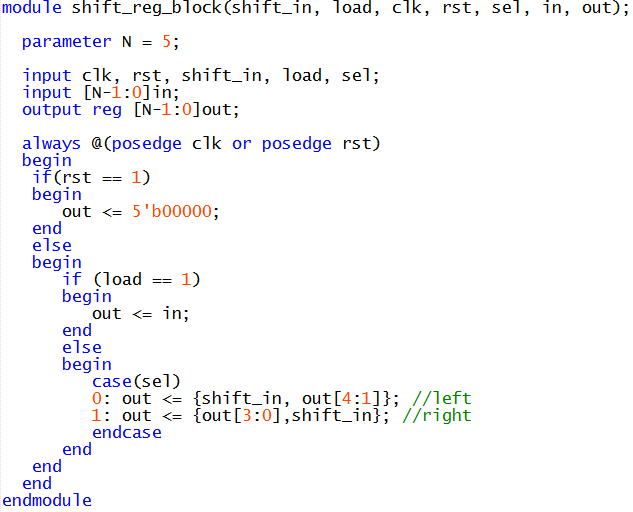 module shift_reg_block(shift_in, load, clk, rst, sel, in, out);
parameter N = 5;
input clk, rst, shift_in, load, sel;
input [N-1:0]in;
output reg [N-1:0]out;
always @(posedge clk or posedge rst)
begin
if(rst == 1)
begin
out <= 5'b00000;
end
else
begin
if (load == 1)
begin
out <= in;
end
else
begin
case(sel)
0: out <= {shift_in, out[4:1]}; //left
1: out <= {out[3:0],shift_in}; //right
endcase
end
end
end
endmodule